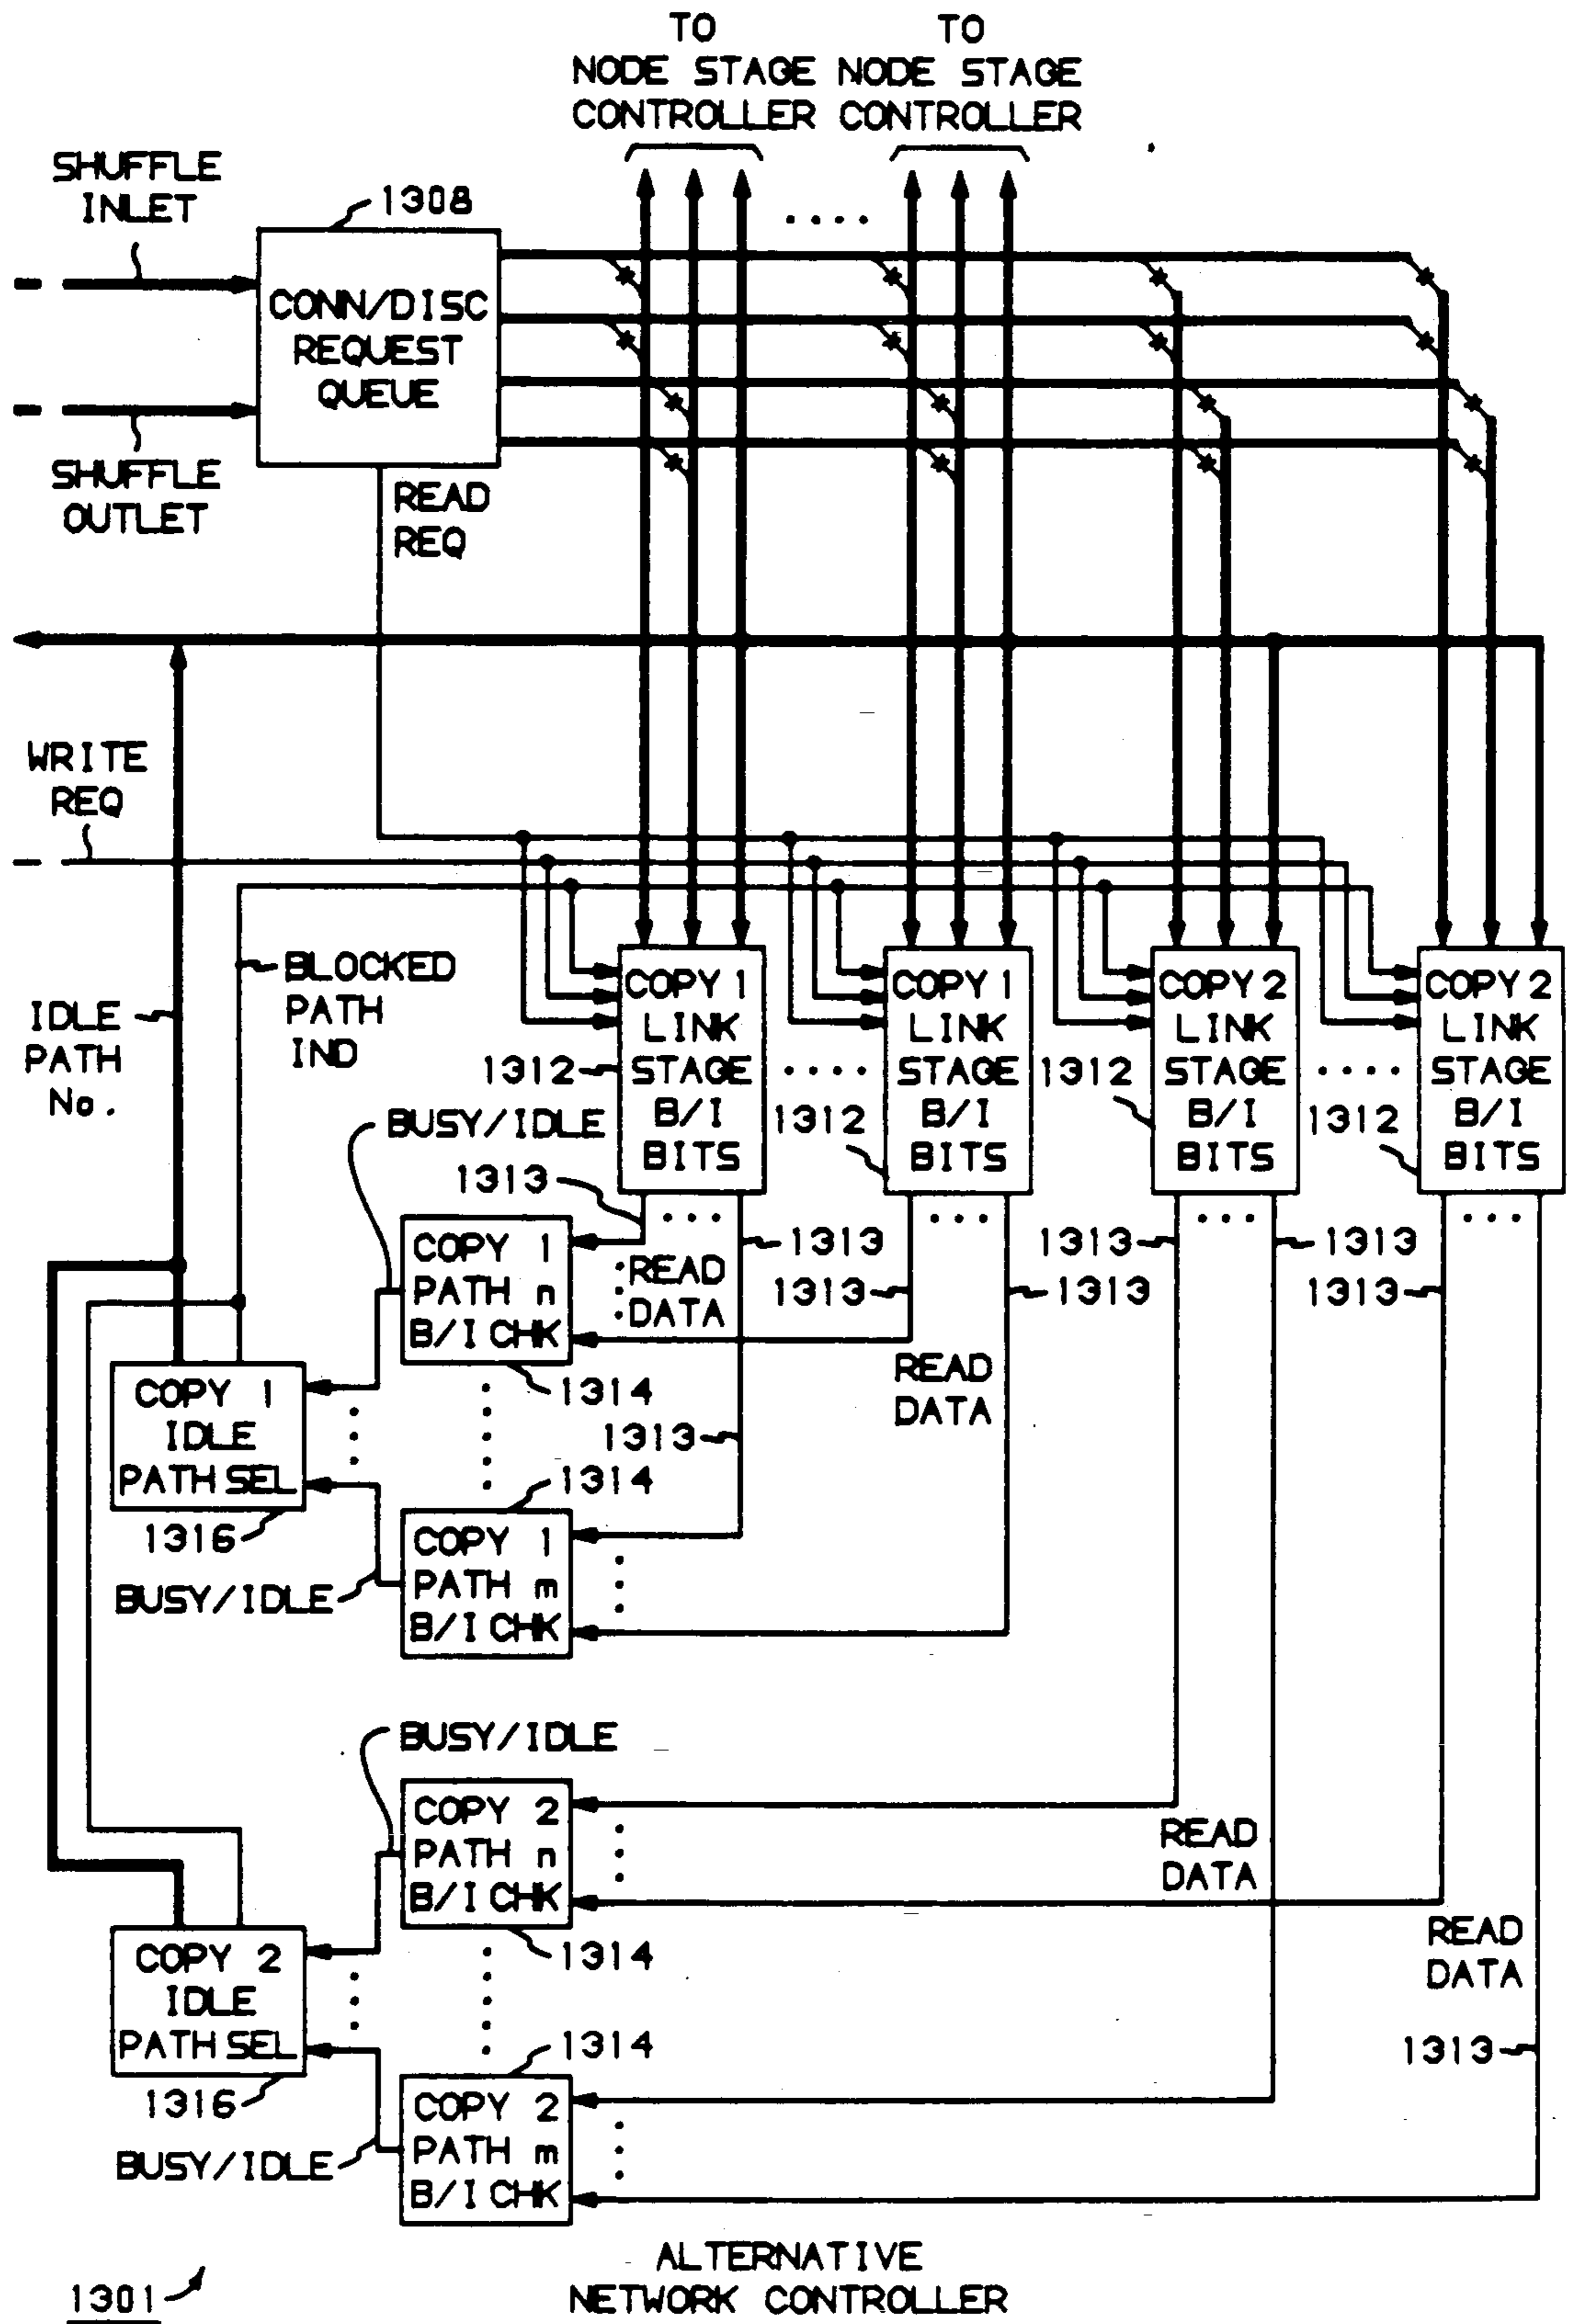 TO
NODE STAGE
CONTROLLER
TO
NODE STAGE
CONTROLLER
SHUFFLE
INLET
1308
CONN/DISC
REQUEST
QUEUE
SHUFFLE
OUTLET
READ
REQ
WRITE
REQ
IDLE
PATH
No.
BLOCKED
PATH
IND
COPY 1
LINK
STAGE
B/I
BITS
1312
COPY 1
LINK
STAGE
B/I
BITS
1312
COPY 2
LINK
STAGE
B/I
BITS
1312
COPY 2
LINK
STAGE
B/I
BITS
1312
BUSY/IDLE
1313
1313
1313
1313
1313
1313
1313
COPY 1
PATH n
B/I CHK
READ
DATA
1314
READ
DATA
1313
COPY 1
IDLE
PATH SEL
1316
1314
COPY 1
PATH m
B/I CHK
BUSY/IDLE
BUSY/IDLE
COPY 2
PATH n
B/I CHK
1314
READ
DATA
READ
DATA
1313
COPY 2
IDLE
PATH SEL
1316
1314
COPY 2
PATH m
B/I CHK
BUSY/IDLE
ALTERNATIVE
NETWORK CONTROLLER
1301